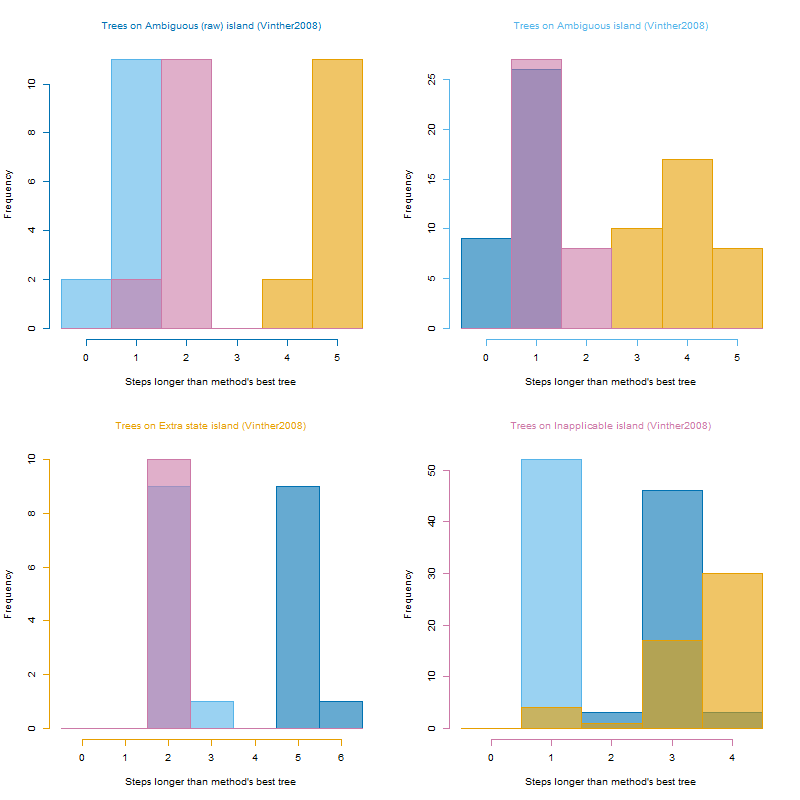 Trees on Ambiguous (raw) island (Vinther2008)
Frequency
0 2 4 6 8 10
0 1 2 3 4 5
Steps longer than method's best tree
Trees on Ambiguous island (Vinther2008)
Frequency
0 5 10 15 20 25
0 1 2 3 4 5
Steps longer than method's best tree
Trees on Extra state island (Vinther2008)
Frequency
0 2 4 6 8 10
0 1 2 3 4 5 6
Steps longer than method's best tree
Trees on Inapplicable island (Vinther2008)
Frequency
0 10 20 30 40 50
0 1 2 3 4
Steps longer than method's best tree